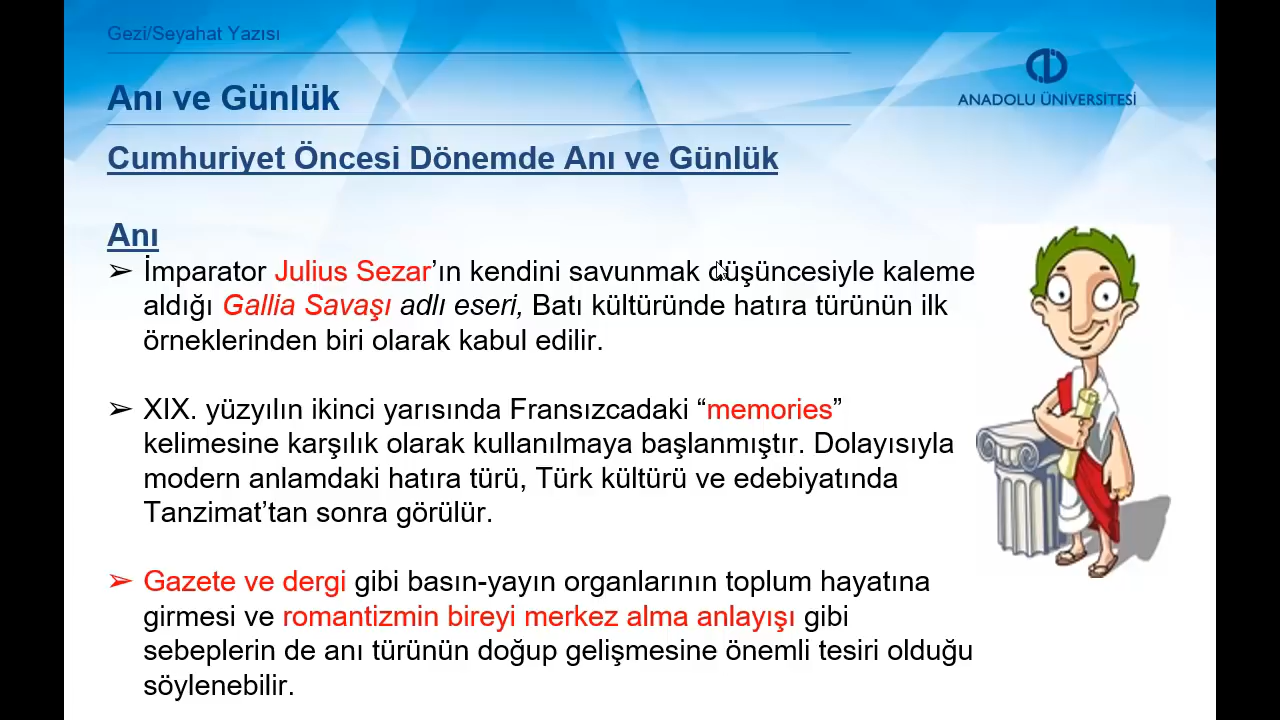 Gezi/Seyahat Yazısı
Anı ve Günlük
ANADOLU ÜNİVERSİTESİ
Cumhuriyet Öncesi Dönemde Anı ve Günlük
Anı
➢ İmparator Julius Sezar’ın kendini savunmak düşüncesiyle kaleme
aldığı Gallia Savaşı adlı eseri, Batı kültüründe hatıra türünün ilk
örneklerinden biri olarak kabul edilir.
➢ XIX. yüzyılın ikinci yarısında Fransızcadaki “memories”
kelimesine karşılık olarak kullanılmaya başlanmıştır. Dolayısıyla
modern anlamdaki hatıra türü, Türk kültürü ve edebiyatında
Tanzimat’tan sonra görülür.
➢ Gazete ve dergi gibi basın-yayın organlarının toplum hayatına
girmesi ve romantizmin bireyi merkez alma anlayışı gibi
sebeplerin de anı türünün doğup gelişmesine önemli tesiri olduğu
söylenebilir.